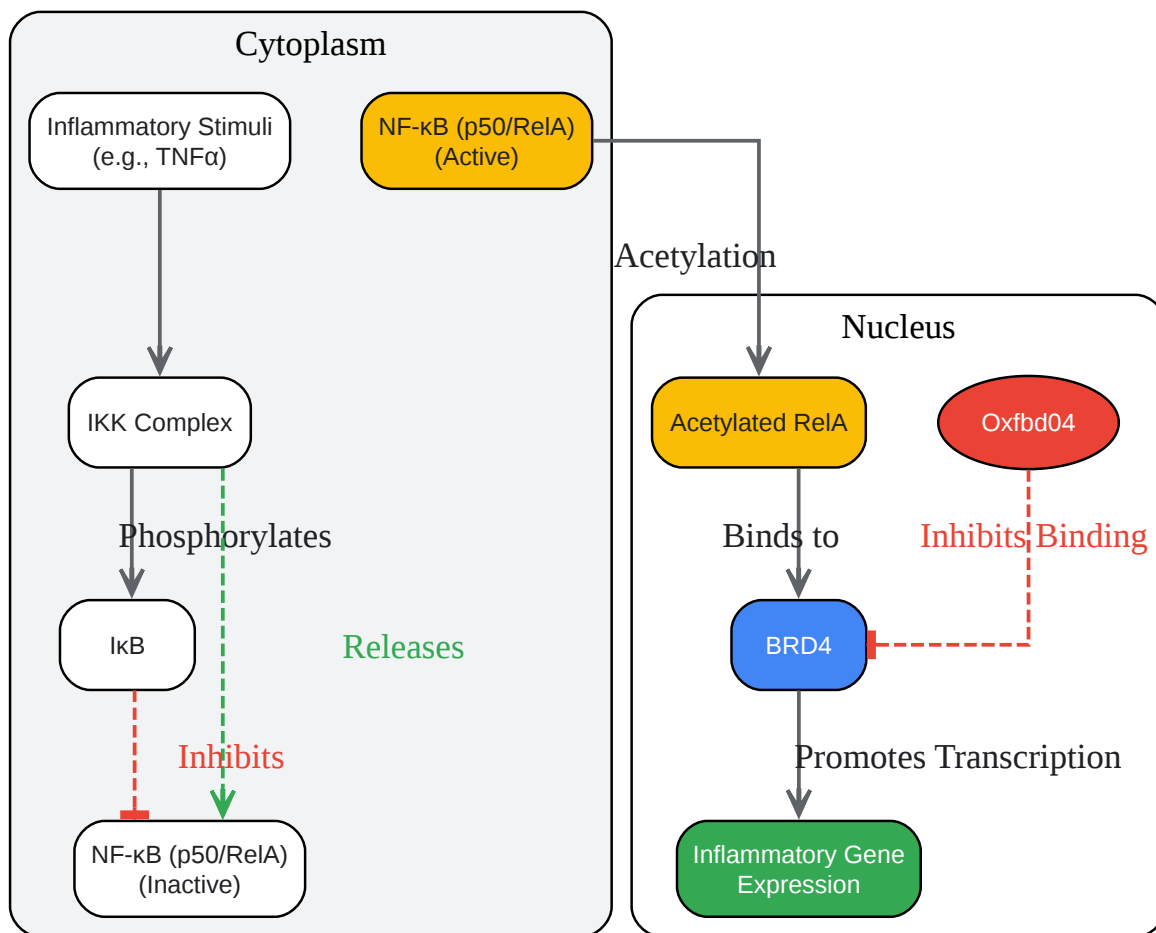 Cytoplasm
Inflammatory Stimuli
(e.g., TNFα)
NF-κB (p50/RelA)
(Active)
Acetylation
Nucleus
IKK Complex
Acetylated RelA
Oxfbd04
Phosphorylates
Binds to
Inhibits Binding
IκB
Releases
BRD4
Inhibits
Promotes Transcription
NF-κB (p50/RelA)
(Inactive)
Inflammatory Gene
Expression